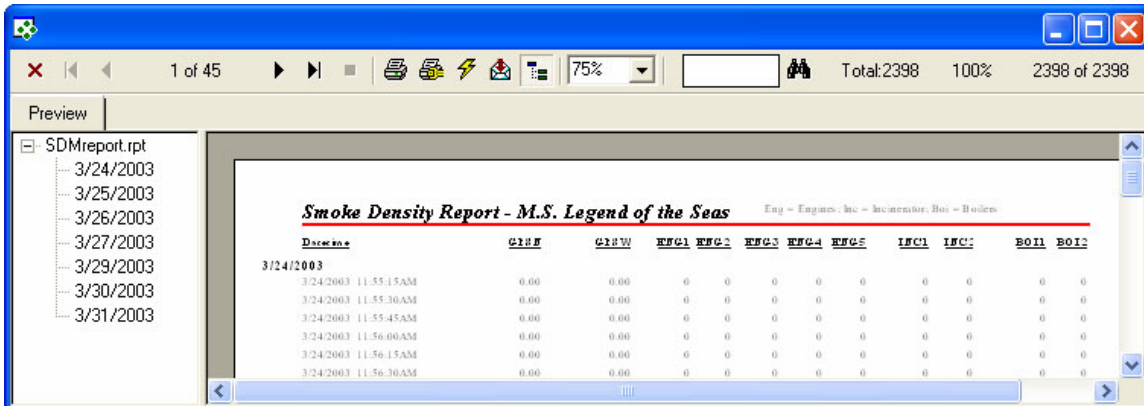 1 of 45 75% Total:2398 100% 2398 of 2398
Preview
SDMreport.rpt
3/24/2003
3/25/2003
3/26/2003
3/27/2003
3/29/2003
3/30/2003
3/31/2003
Smoke Density Report - M.S. Legend of the Seas Eng = Engines; Inc = Incinerator; Boi = Boilers
Datetime ENG1 ENG2 ENG3 ENG4 ENG5 INC1 INC2 BOI1 BOI2
3/24/2003
3/24/2003 11:55:15AM 0.00 0.00 0 0 0 0 0 0 0 0 0
3/24/2003 11:55:30AM 0.00 0.00 0 0 0 0 0 0 0 0 0
3/24/2003 11:55:45AM 0.00 0.00 0 0 0 0 0 0 0 0 0
3/24/2003 11:56:00AM 0.00 0.00 0 0 0 0 0 0 0 0 0
3/24/2003 11:56:15AM 0.00 0.00 0 0 0 0 0 0 0 0 0
3/24/2003 11:56:30AM 0.00 0.00 0 0 0 0 0 0 0 0 0